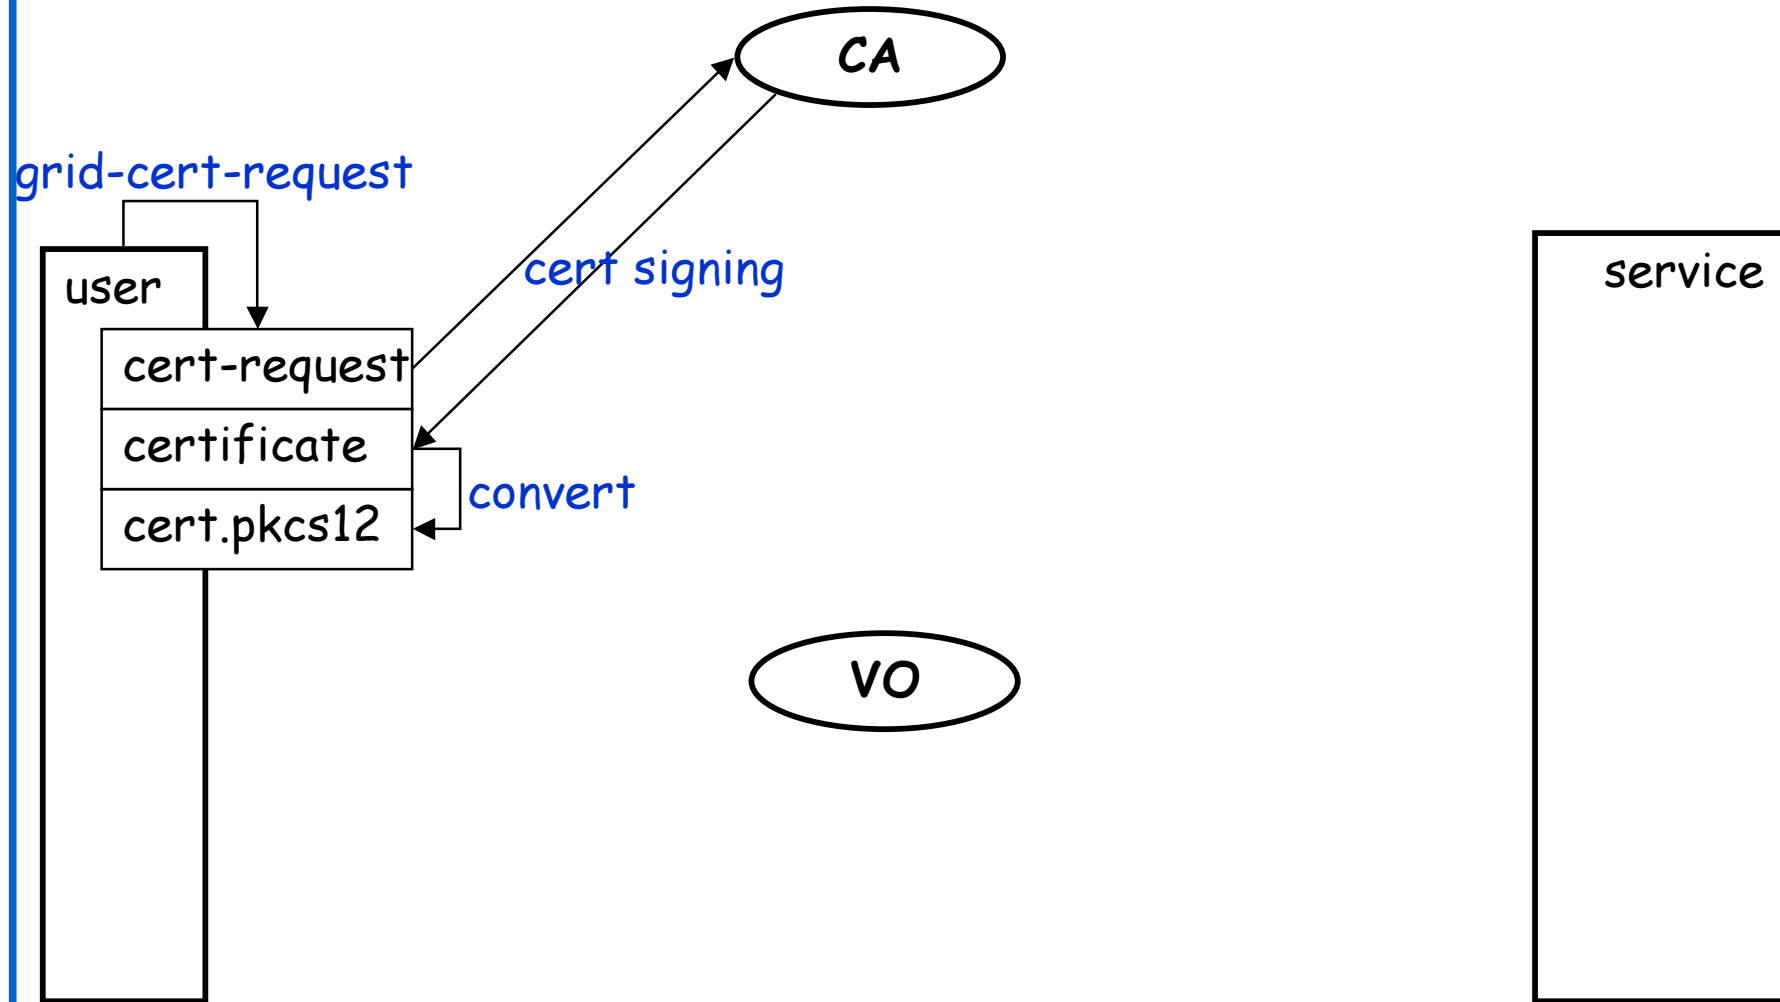 CA
grid-cert-request
cert signing
user
service
cert-request
certificate
convert
cert.pkcs12
VO